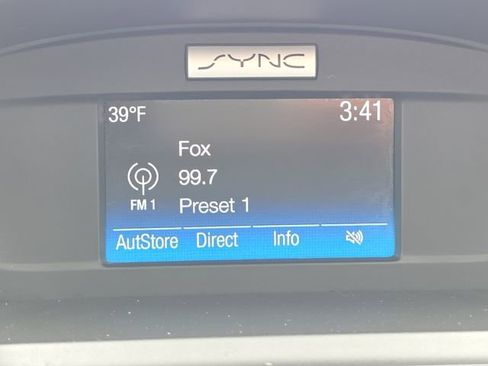 SYNC
39°F 3:41
Fox
99.7
FM 1 Preset 1
AutStore Direct Info